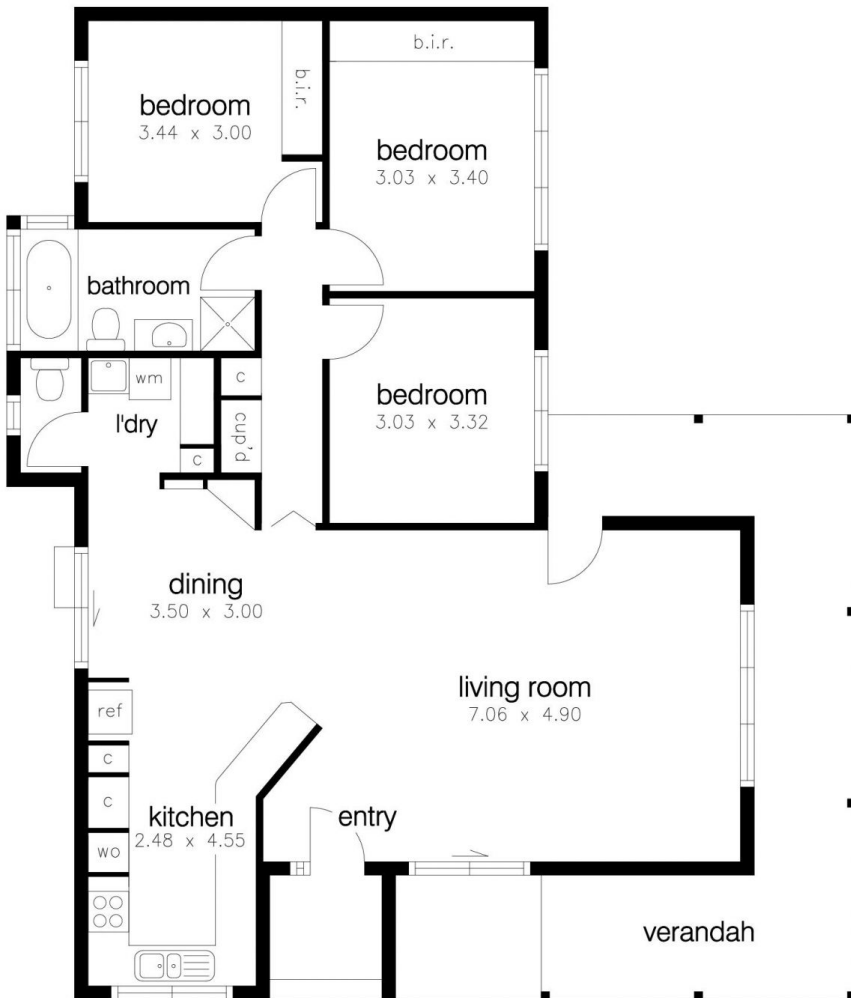 b.i.r.
bedroom
3.44 x 3.00
b.i.r.
bedroom
3.03 x 3.40
bathroom
wm
c
l'dry
cup'd
c
bedroom
3.03 x 3.32
dining
3.50 x 3.00
ref
living room
7.06 x 4.90
c
c
kitchen
2.48 x 4.55
entry
wo
verandah